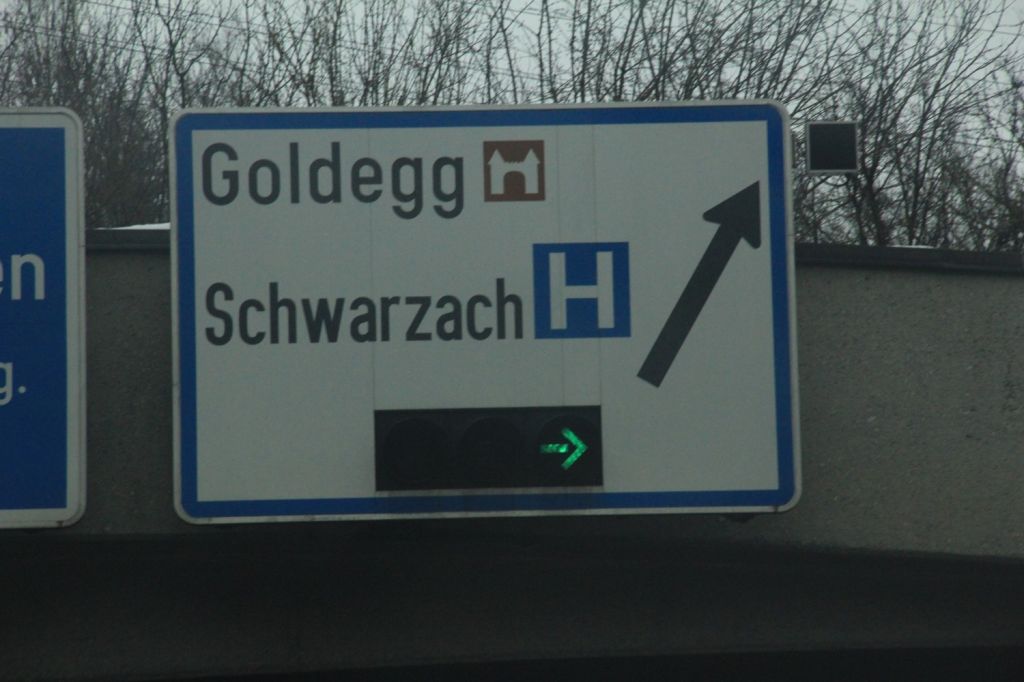 Goldegg
Schwarzach H
en
g.